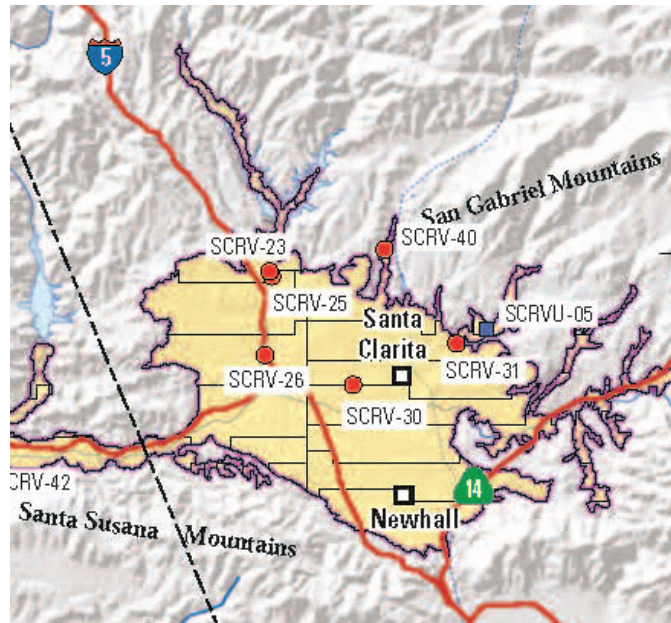 5
San Gabriel Mountains
SCRV-23
SCRV-40
SCRV-25
Santa
Clarita
SCRVU-05
SCRV-26
SCRV-31
SCRV-30
CRV-42
14
Santa Susana Mountains
Newhall